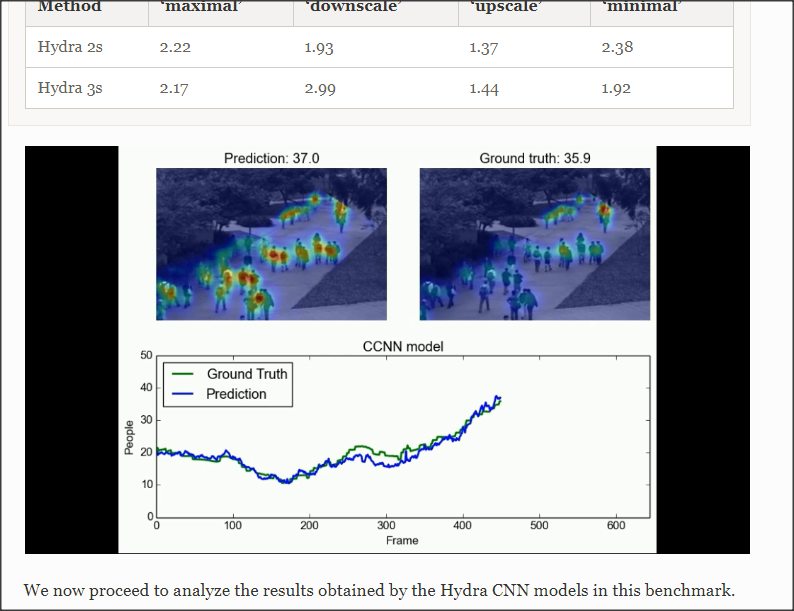 Method ‘maximal’ ‘downscale’ ‘upscale’ ‘minimal’
Hydra 2s 2.22 1.93 1.37 2.38
Hydra 3s 2.17 2.99 1.44 1.92
Prediction: 37.0 Ground truth: 35.9
CCNN model
50
40
30
20
10
0
People
Ground Truth
Prediction
0 100 200 300 400 500 600
Frame
We now proceed to analyze the results obtained by the Hydra CNN models in this benchmark.